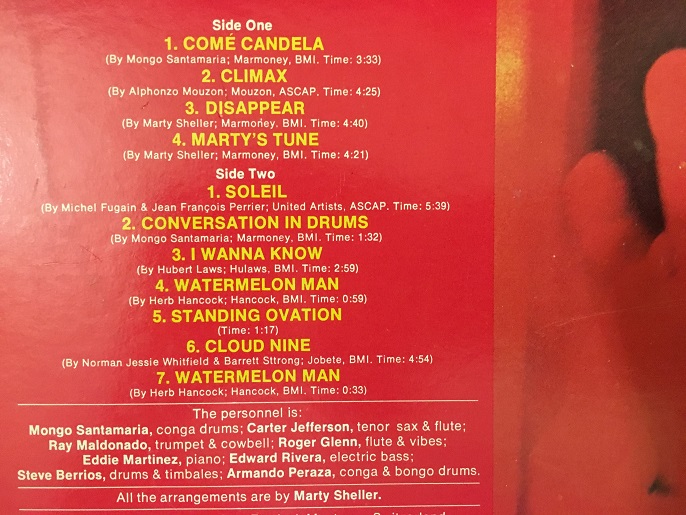 Side One
1. COMÉ CANDELA
(By Mongo Santamaria; Marmoney, BMI. Time: 3:33)
2. CLIMAX
(By Alphonzo Mouzon; Mouzon, ASCAP. Time: 4:25)
3. DISAPPEAR
(By Marty Sheller; Marmoney. BMI. Time: 4:40)
4. MARTY'S TUNE
(By Marty Sheller; Marmoney, BMI. Time: 4:21)
Side Two
1. SOLEIL
(By Michel Fugain & Jean François Perrier; United Artists, ASCAP. Time: 5:39)
2. CONVERSATION IN DRUMS
(By Mongo Santamaria; Marmoney, BMI. Time: 1:32)
3. I WANNA KNOW
(By Hubert Laws; Hulaws, BMI. Time: 2:59)
4. WATERMELON MAN
(By Herb Hancock; Hancock, BMI. Time: 0:59)
5. STANDING OVATION
(Time: 1:17)
6. CLOUD NINE
(By Norman Jessie Whitfield & Barrett Sttrong; Jobete, BMI. Time: 4:54)
7. WATERMELON MAN
(By Herb Hancock; Hancock, BMI. Time: 0:33)
The personnel is:
Mongo Santamaria, conga drums; Carter Jefferson, tenor sax & flute;
Ray Maldonado, trumpet & cowbell; Roger Glenn, flute & vibes;
Eddie Martinez, piano; Edward Rivera, electric bass;
Steve Berrios, drums & timbales; Armando Peraza, conga & bongo drums.
All the arrangements are by Marty Sheller.